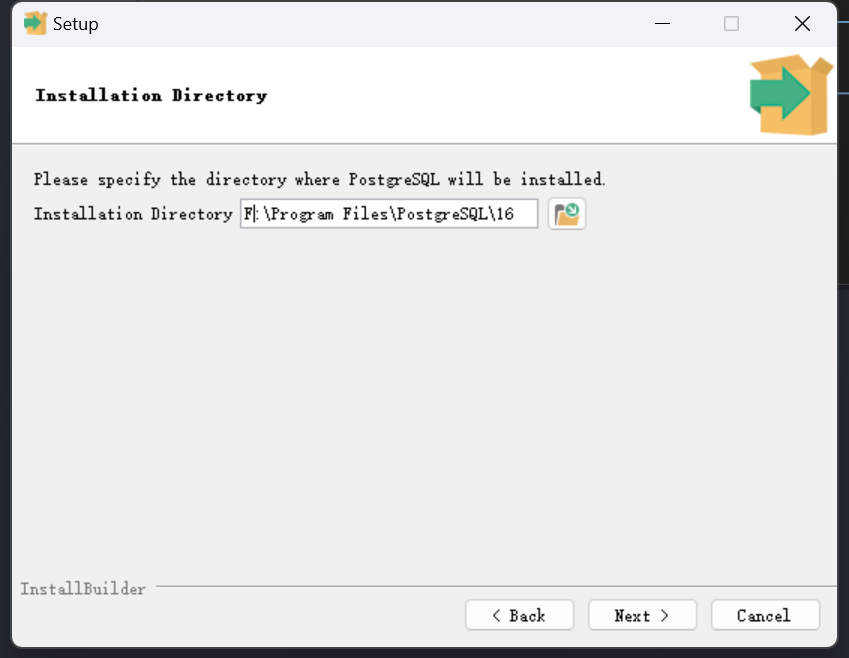 Setup
Installation Directory
Please specify the directory where PostgreSQL will be installed.
Installation Directory F:\Program Files\PostgreSQL\16
InstallBuilder
< Back Next > Cancel